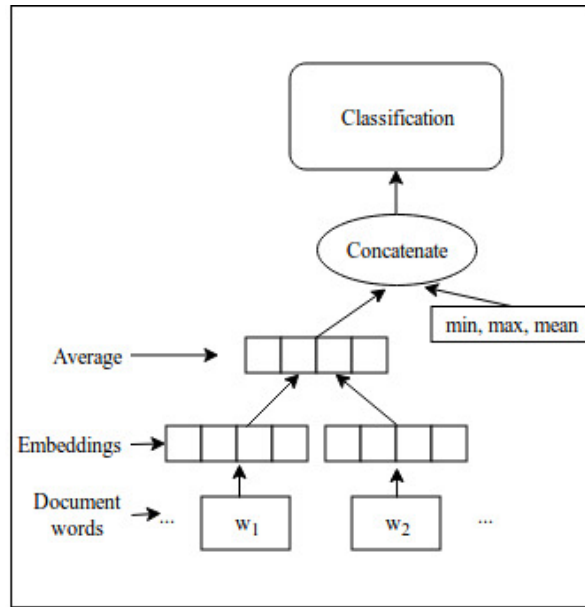 Classification
Concatenate
min, max, mean
Average
Embeddings
Document
words
... w1 w2 ...